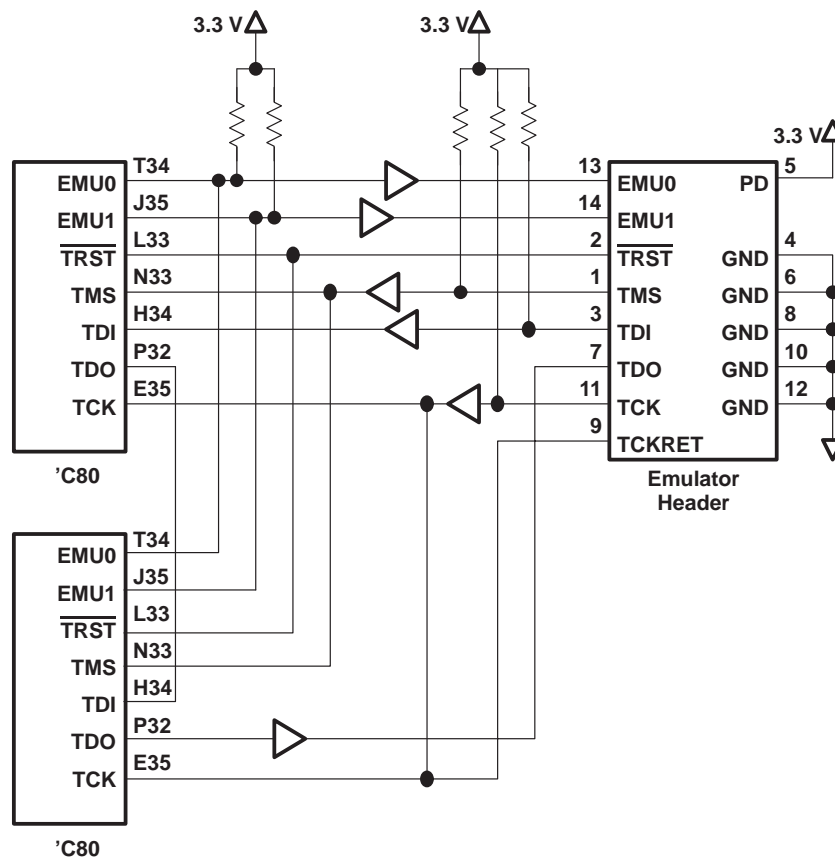 3.3 V
3.3 V
3.3 V
T34
EMU0
J35
EMU1
L33
TRST
N33
TMS
H34
TDI
P32
TDO
E35
TCK
'C80
13
EMU0
14
EMU1
2
TRST
1
TMS
3
TDI
7
TDO
11
TCK
9
TCKRET
5
PD
4
GND
6
GND
8
GND
10
GND
12
GND
Emulator
Header
T34
EMU0
J35
EMU1
L33
TRST
N33
TMS
H34
TDI
P32
TDO
E35
TCK
'C80